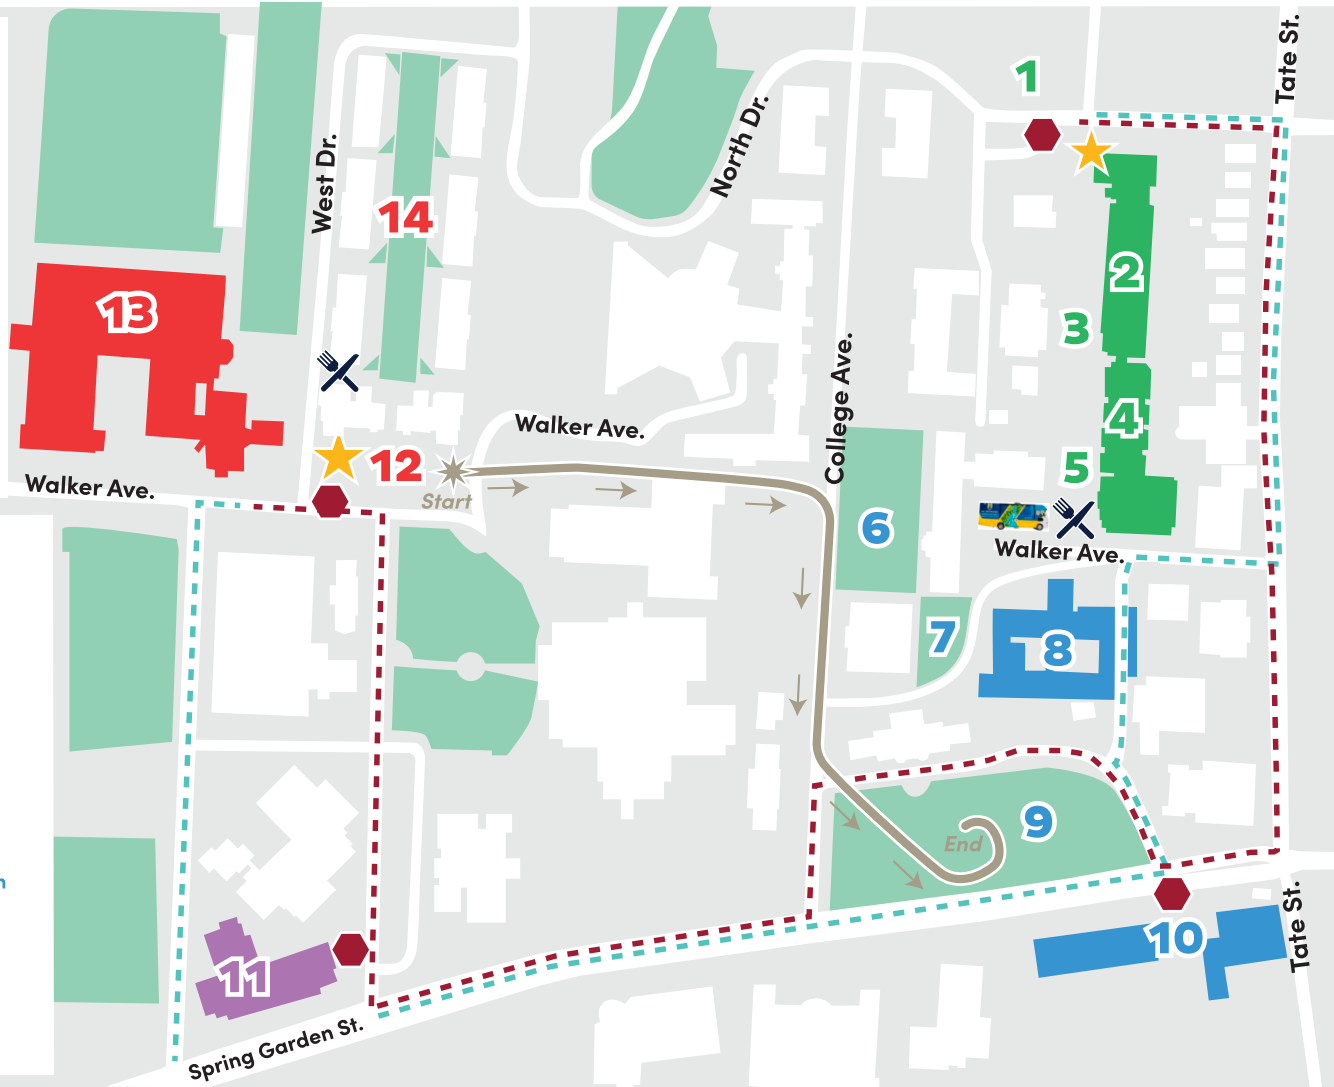 1
Tate St.
North Dr.
West Dr.
14
2
13
3
College Ave.
4
Walker Ave.
12
5
Start
Walker Ave.
6
Walker Ave.
7
8
9
End
10
Tate St.
11
Spring Garden St.